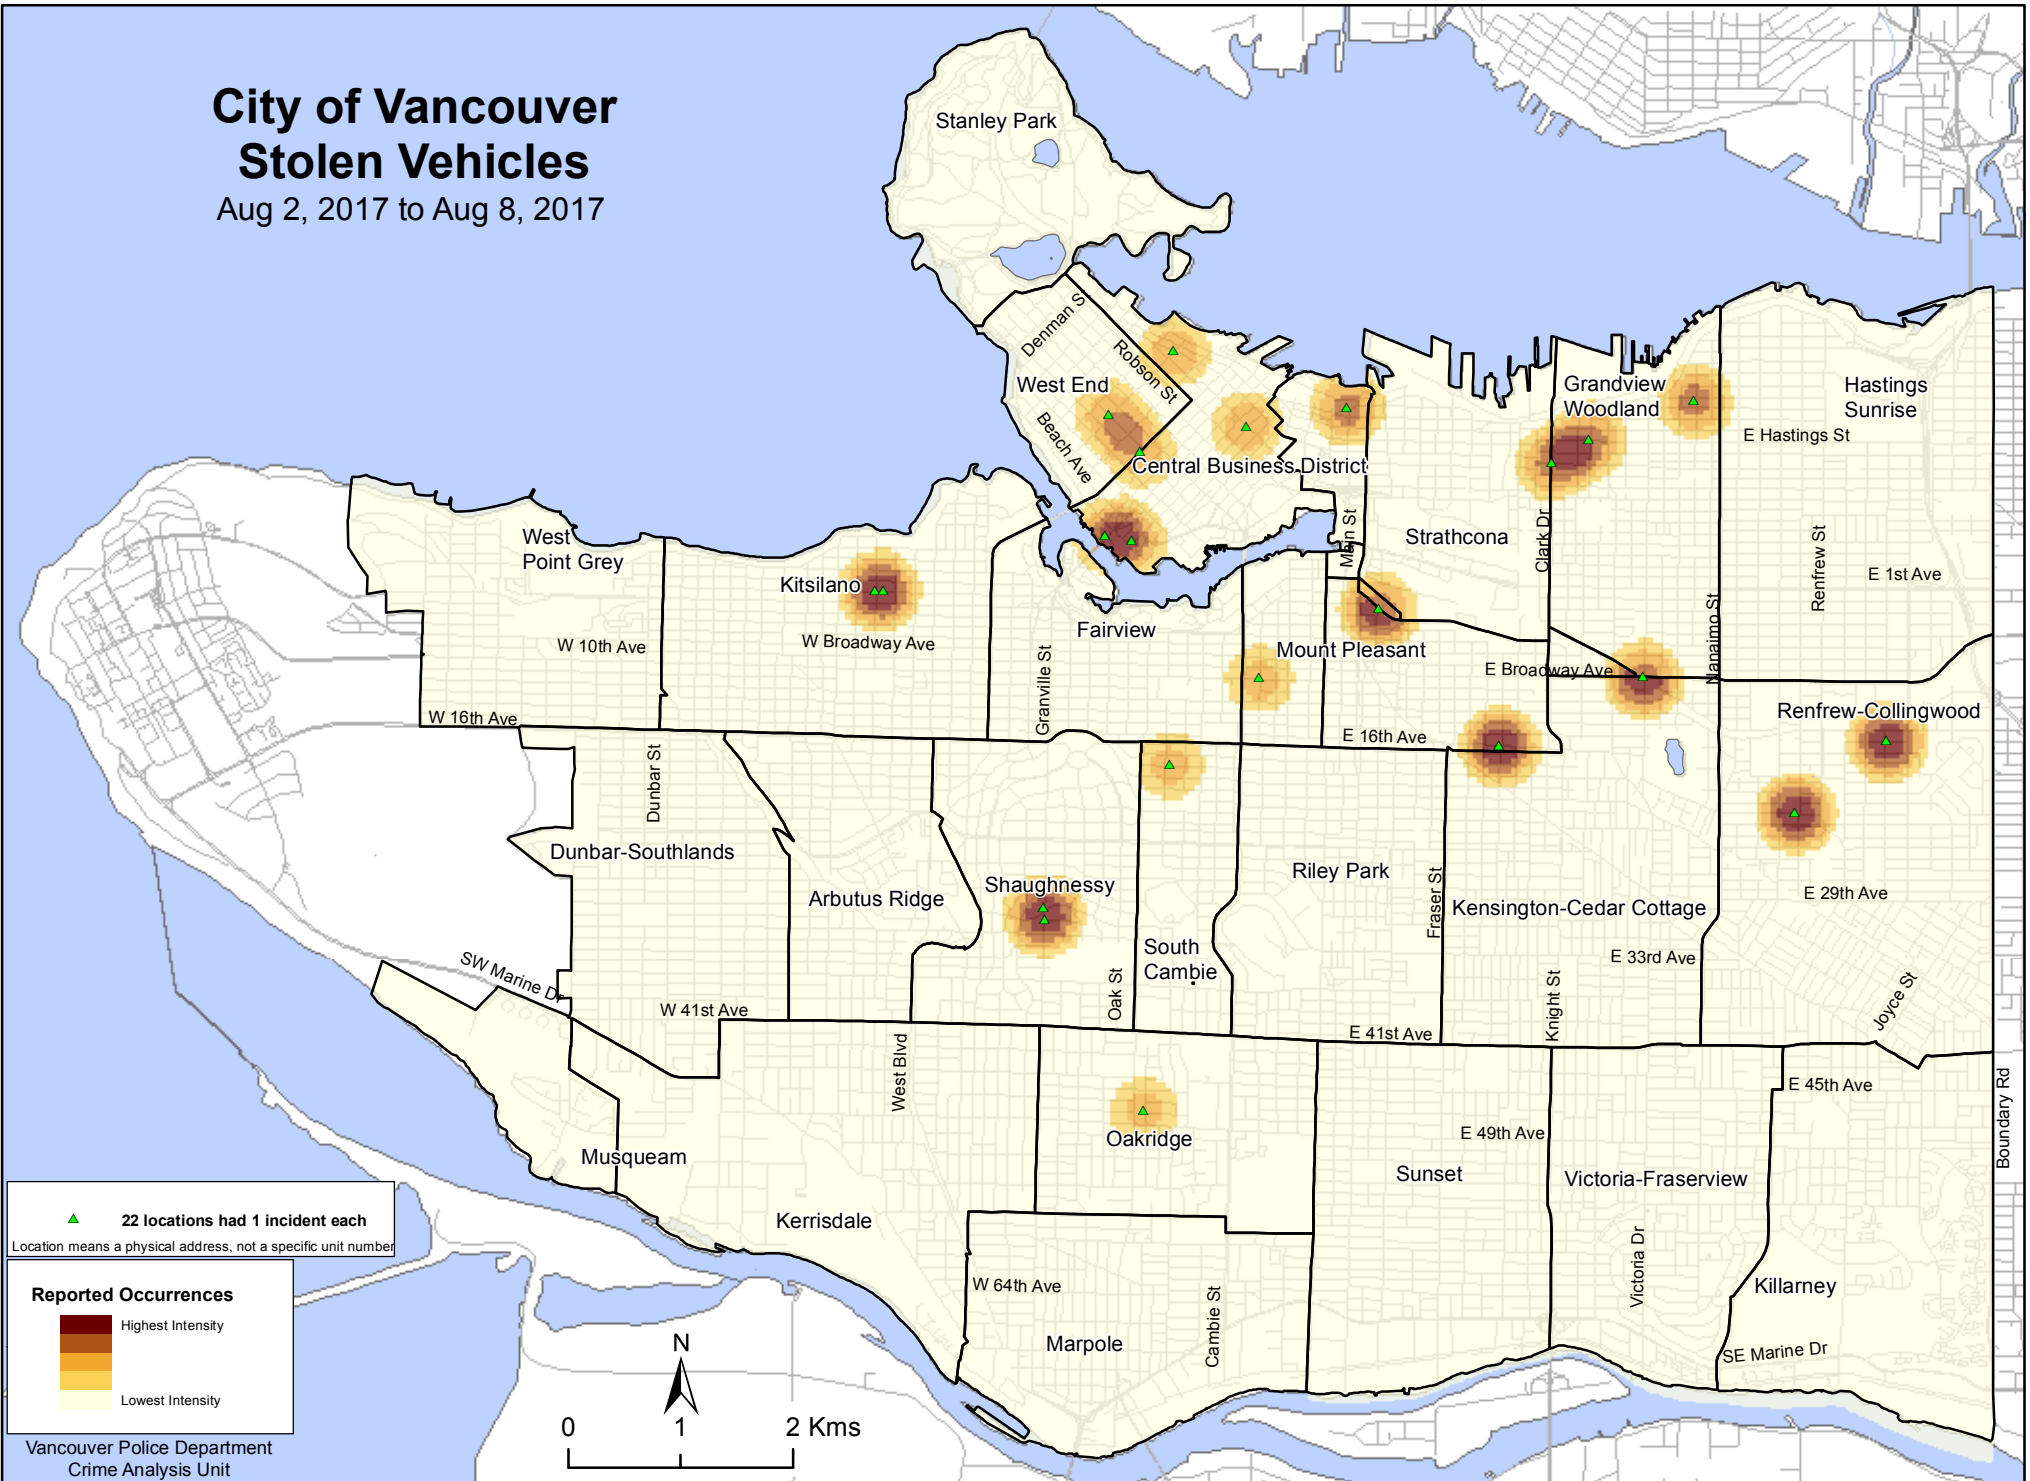 City of Vancouver
Stolen Vehicles
Aug 2, 2017 to Aug 8, 2017
Stanley Park
Denman S
Robson St
West End
Beach Ave
Central Business District
Grandview
Woodland
Hastings
Sunrise
E Hastings St
Main St
Strathcona
Clark Dr
Renfrew St
E 1st Ave
West
Point Grey
Kitsilano
W 10th Ave
W Broadway Ave
Fairview
Granville St
Mount Pleasant
E Broadway Ave
Nanaimo St
W 16th Ave
E 16th Ave
Renfrew-Collingwood
Dunbar St
Dunbar-Southlands
Arbutus Ridge
Shaughnessy
Riley Park
Fraser St
Kensington-Cedar Cottage
E 29th Ave
South
Cambie
E 33rd Ave
SW Marine Dr
W 41st Ave
Oak St
E 41st Ave
Knight St
Joyce St
West Blvd
E 45th Ave
Boundary Rd
Oakridge
E 49th Ave
Musqueam
Sunset
Victoria-Fraserview
Kerrisdale
Victoria Dr
W 64th Ave
Cambie St
Killarney
Marpole
SE Marine Dr
22 locations had 1 incident each
Location means a physical address, not a specific unit number
Reported Occurrences
Highest Intensity
Lowest Intensity
Vancouver Police Department
Crime Analysis Unit
N
0 1 2 Kms